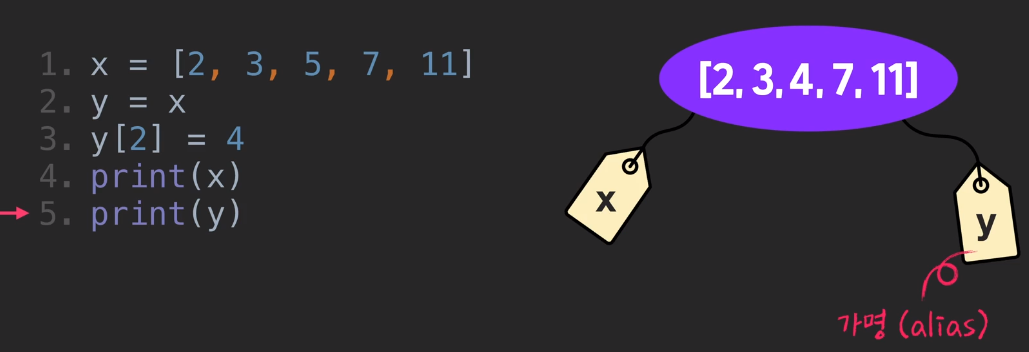 1. x = [2, 3, 5, 7, 11]
2. y = x
3. y[2] = 4
4. print(x)
5. print(y)
[2, 3, 4, 7, 11]
x
y
가명 (alias)